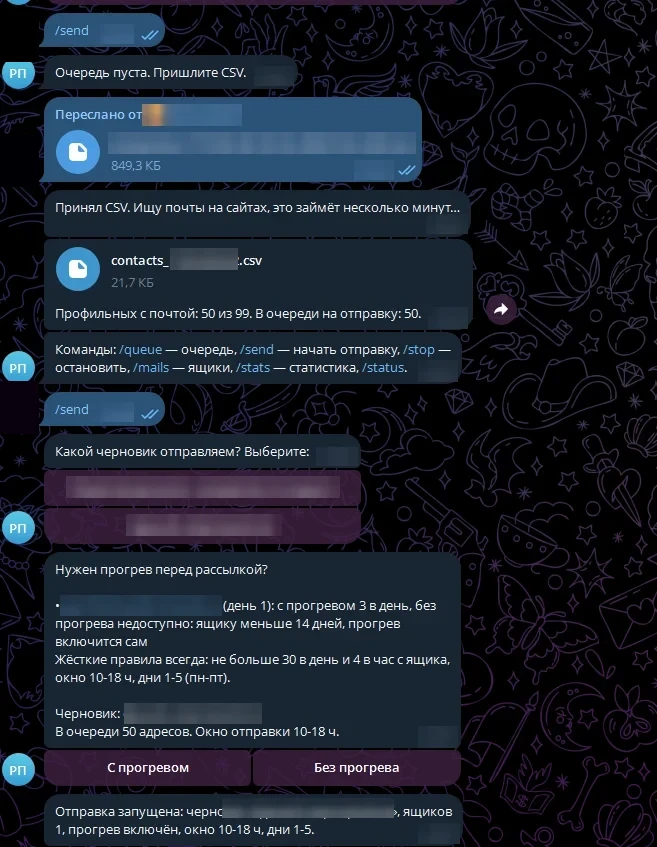 /send
РП
Очередь пуста. Пришлите CSV.
Переслано от
849,3 КБ
Принял CSV. Ищу почты на сайтах, это займёт несколько минут...
contacts_
.csv
21,7 КБ
Профильных с почтой: 50 из 99. В очереди на отправку: 50.
РП
Команды: /queue — очередь, /send — начать отправку, /stop —
остановить, /mails — ящики, /stats — статистика, /status.
/send
Какой черновик отправляем? Выберите:
РП
Нужен прогрев перед рассылкой?
• (день 1): с прогревом 3 в день, без
прогрева недоступно: ящику меньше 14 дней, прогрев
включится сам
Жёсткие правила всегда: не больше 30 в день и 4 в час с ящика,
окно 10-18 ч, дни 1-5 (пн-пт).
Черновик:
В очереди 50 адресов. Окно отправки 10-18 ч.
РП
С прогревом
Без прогрева
Отправка запущена: », ящиков
1, прогрев включён, окно 10-18 ч, дни 1-5.